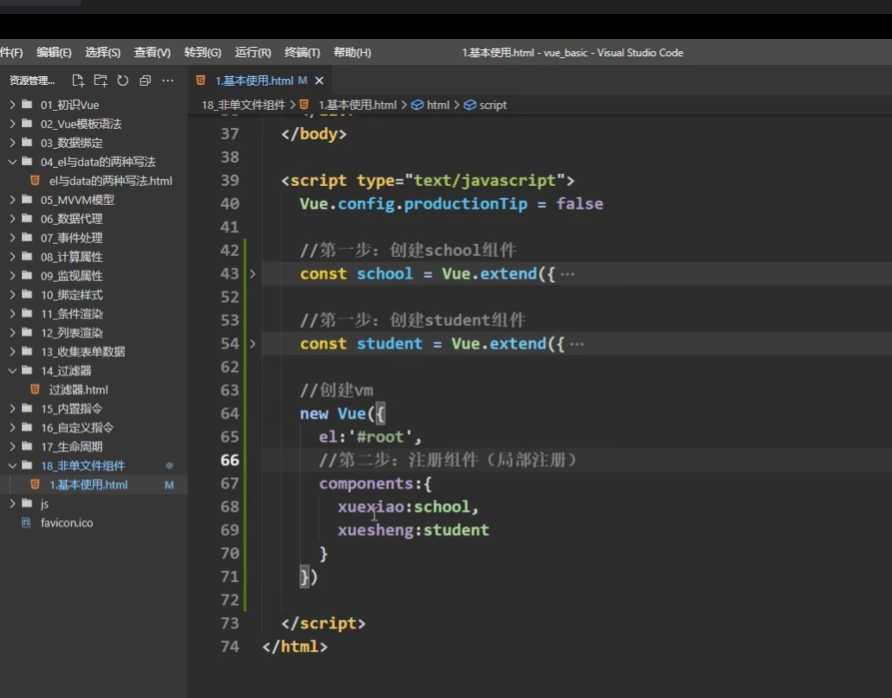 件(F) 编辑(E) 选择(S) 查看(V) 转到(G) 运行(R) 终端(T) 帮助(H) 1.基本使用.html - vue_basic - Visual Studio Code
资源管理... 1.基本使用.html M ×
18_非单文件组件 > 1.基本使用.html > html > script
01_初识Vue
02_Vue模板语法
03_数据绑定
04_el与data的两种写法
el与data的两种写法.html
05_MVVM模型
06_数据代理
07_事件处理
08_计算属性
09_监视属性
10_绑定样式
11_条件渲染
12_列表渲染
13_收集表单数据
14_过滤器
过滤器.html
15_内置指令
16_自定义指令
17_生命周期
18_非单文件组件
1.基本使用.html M
js
favicon.ico
37 </body>
38
39 <script type="text/javascript">
40 Vue.config.productionTip = false
41
42 //第一步：创建school组件
43 const school = Vue.extend({ ···
52
53 //第一步：创建student组件
54 const student = Vue.extend({ ···
62
63 //创建vm
64 new Vue({
65 el:'#root',
66 //第二步：注册组件（局部注册）
67 components:{
68 xuexiao:school,
69 xuesheng:student
70 }
71 })
72
73 </script>
74 </html>